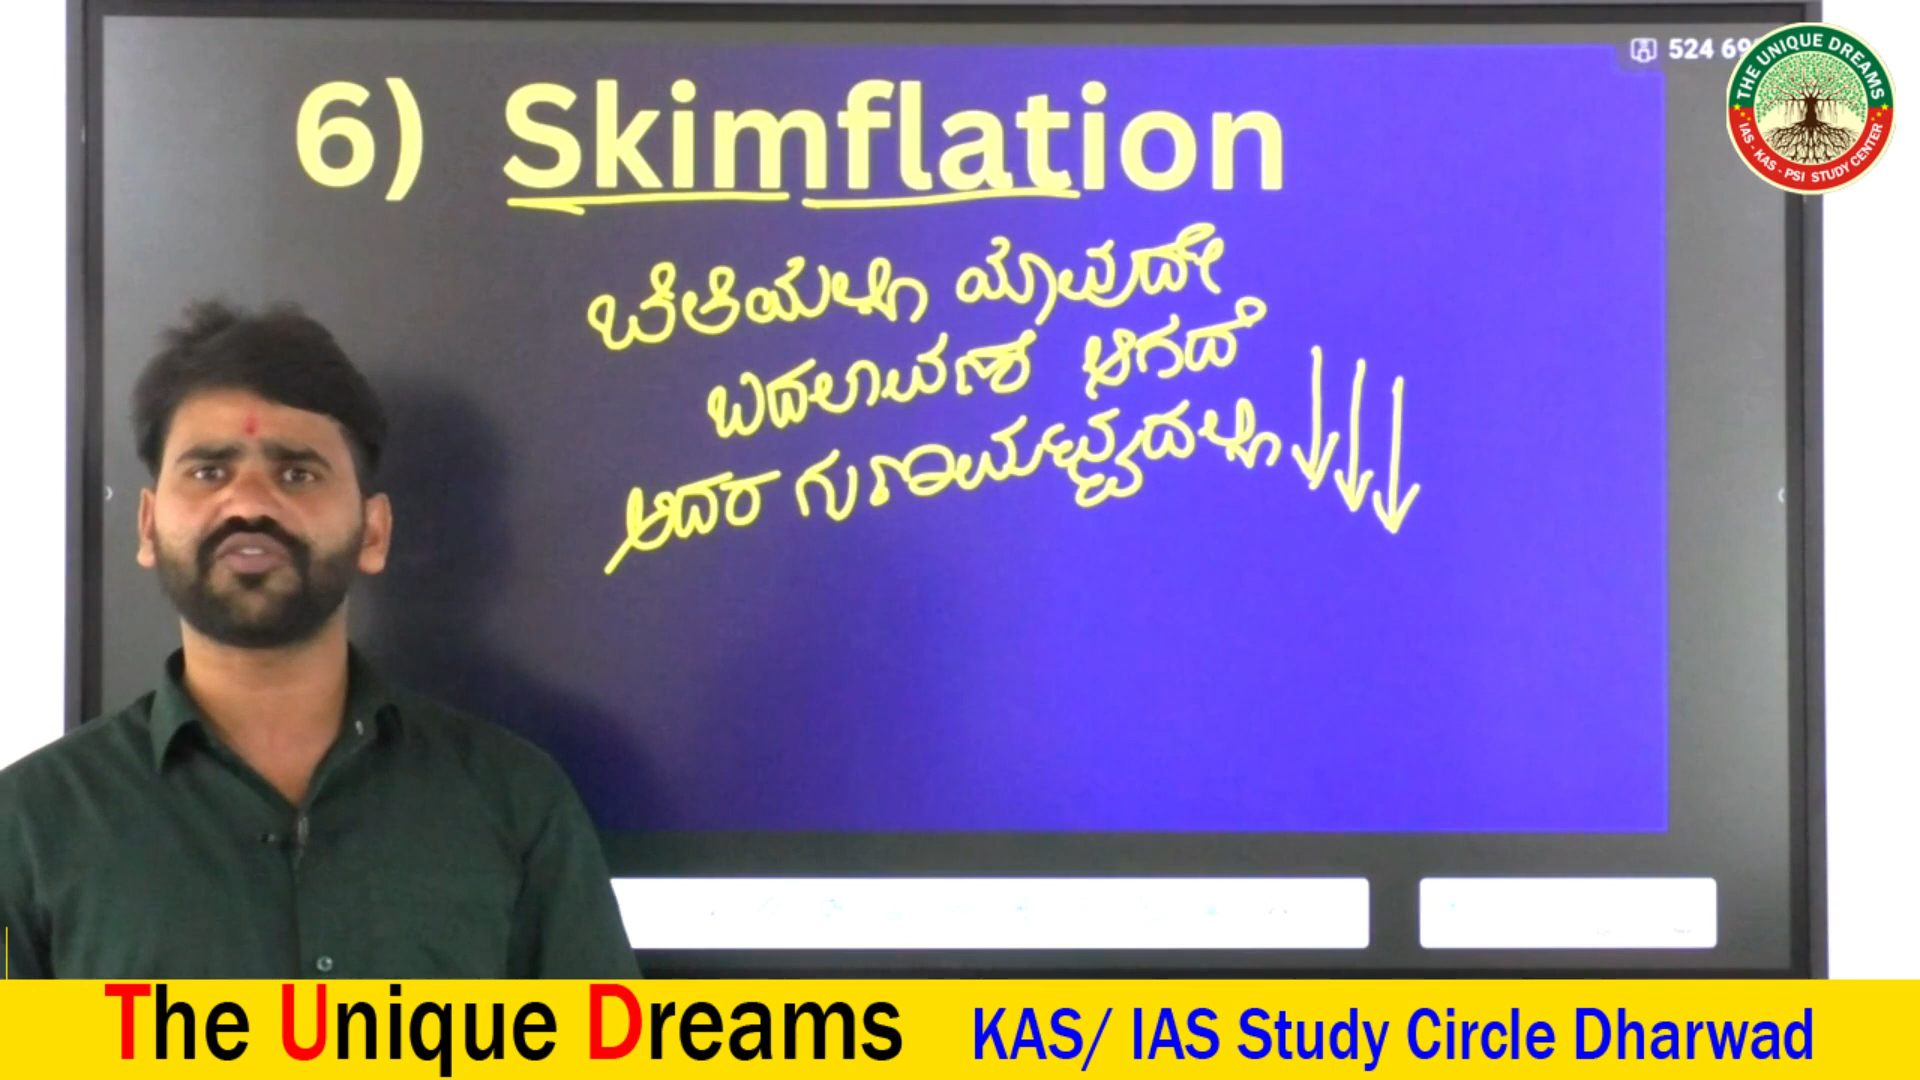 524 69
THE UNIQUE DREAMS
IAS - KAS - PSI STUDY CENTER
6) Skimflation
ಬೆಲೆಯಲ್ಲಿ ಯಾವುದೇ
ಬದಲಾವಣೆ ಆಗದೆ
ಅದರ ಗುಣಮಟ್ಟದಲ್ಲಿ ↓↓↓
The Unique Dreams KAS/ IAS Study Circle Dharwad